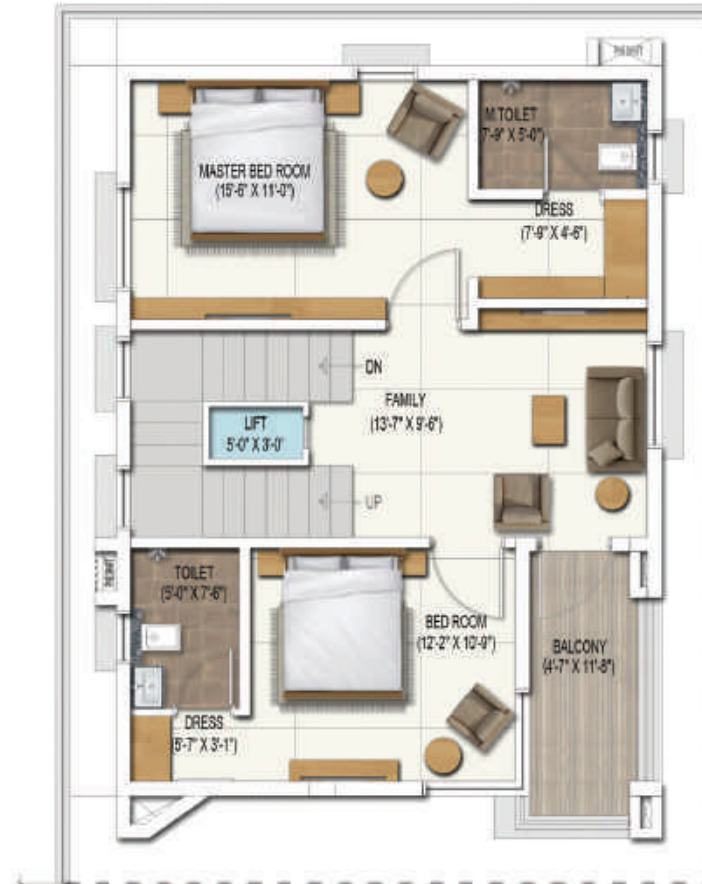 M.TOILET
(7'-9" X 5'-0")
MASTER BED ROOM
(15'-6" X 11'-0")
DRESS
(7'-9" X 4'-6")
DN
FAMILY
(13'-7" X 9'-6")
LIFT
5'-0" X 3'-0'
UP
TOILET
(5'-0" X 7'-6")
BED ROOM
(12'-2" X 10'-9")
BALCONY
(4'-7" X 11'-8")
DRESS
X 3'-1")